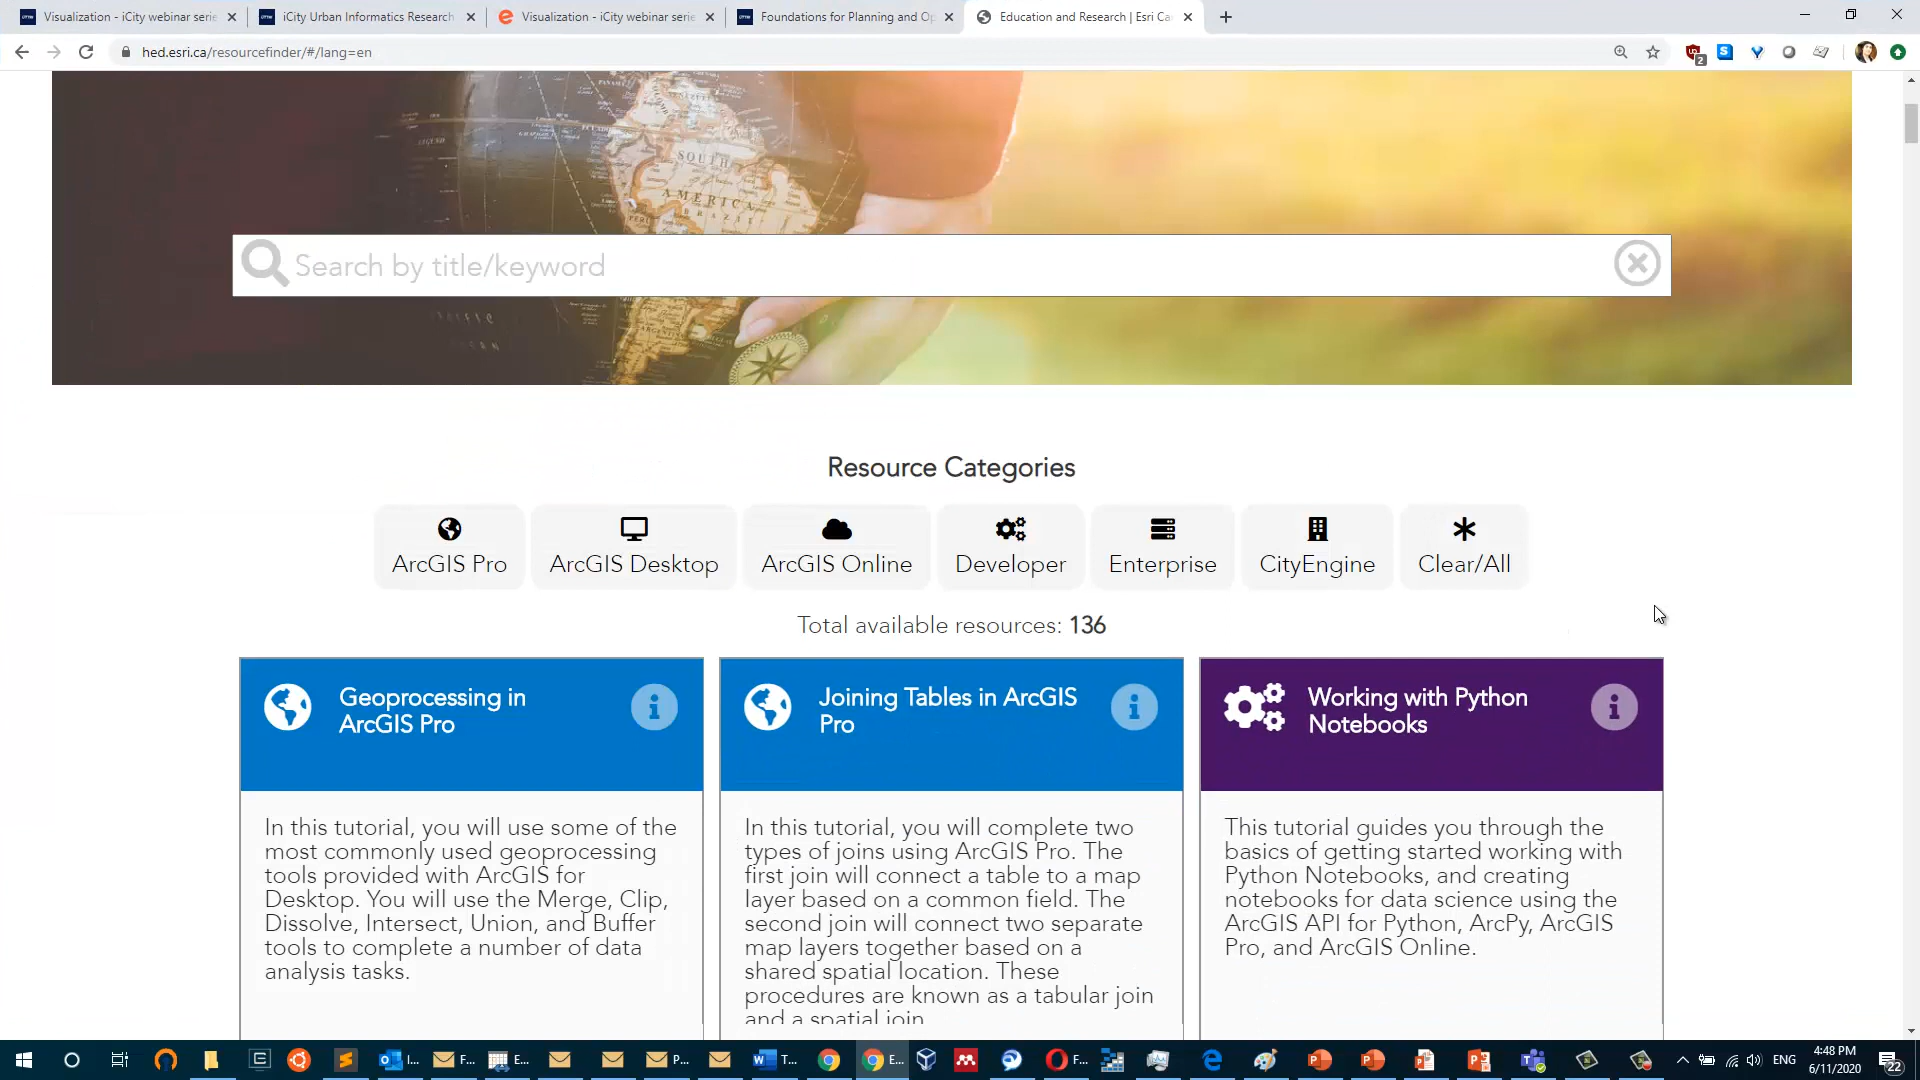 Visualization - iCity webinar serie
iCity Urban Informatics Research
Visualization - iCity webinar serie
Foundations for Planning and Op
Education and Research | Esri Ca
hed.esri.ca/resourcefinder/#/lang=en
2
SOUTH
AMERICA
BRAZIL
Search by title/keyword
Resource Categories
ArcGIS Pro
ArcGIS Desktop
ArcGIS Online
Developer
Enterprise
CityEngine
Clear/All
Total available resources: 136
Geoprocessing in
ArcGIS Pro
In this tutorial, you will use some of the
most commonly used geoprocessing
tools provided with ArcGIS for
Desktop. You will use the Merge, Clip,
Dissolve, Intersect, Union, and Buffer
tools to complete a number of data
analysis tasks.
Joining Tables in ArcGIS
Pro
In this tutorial, you will complete two
types of joins using ArcGIS Pro. The
first join will connect a table to a map
layer based on a common field. The
second join will connect two separate
map layers together based on a
shared spatial location. These
procedures are known as a tabular join
and a spatial join
Working with Python
Notebooks
This tutorial guides you through the
basics of getting started working with
Python Notebooks, and creating
notebooks for data science using the
ArcGIS API for Python, ArcPy, ArcGIS
Pro, and ArcGIS Online.
I...
F...
E...
P...
T...
E...
F...
ENG
4:48 PM
6/11/2020
22